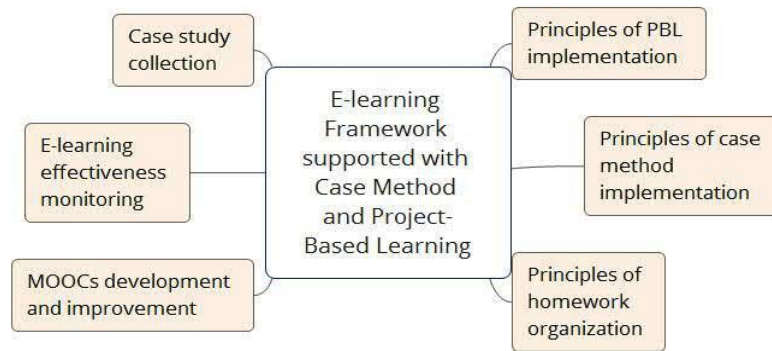 Case study
collection
E-learning
effectiveness
monitoring
MOOCs development
and improvement
E-learning
Framework
supported with
Case Method
and Project-
Based Learning
Principles of PBL
implementation
Principles of case
method
implementation
Principles of
homework
organization